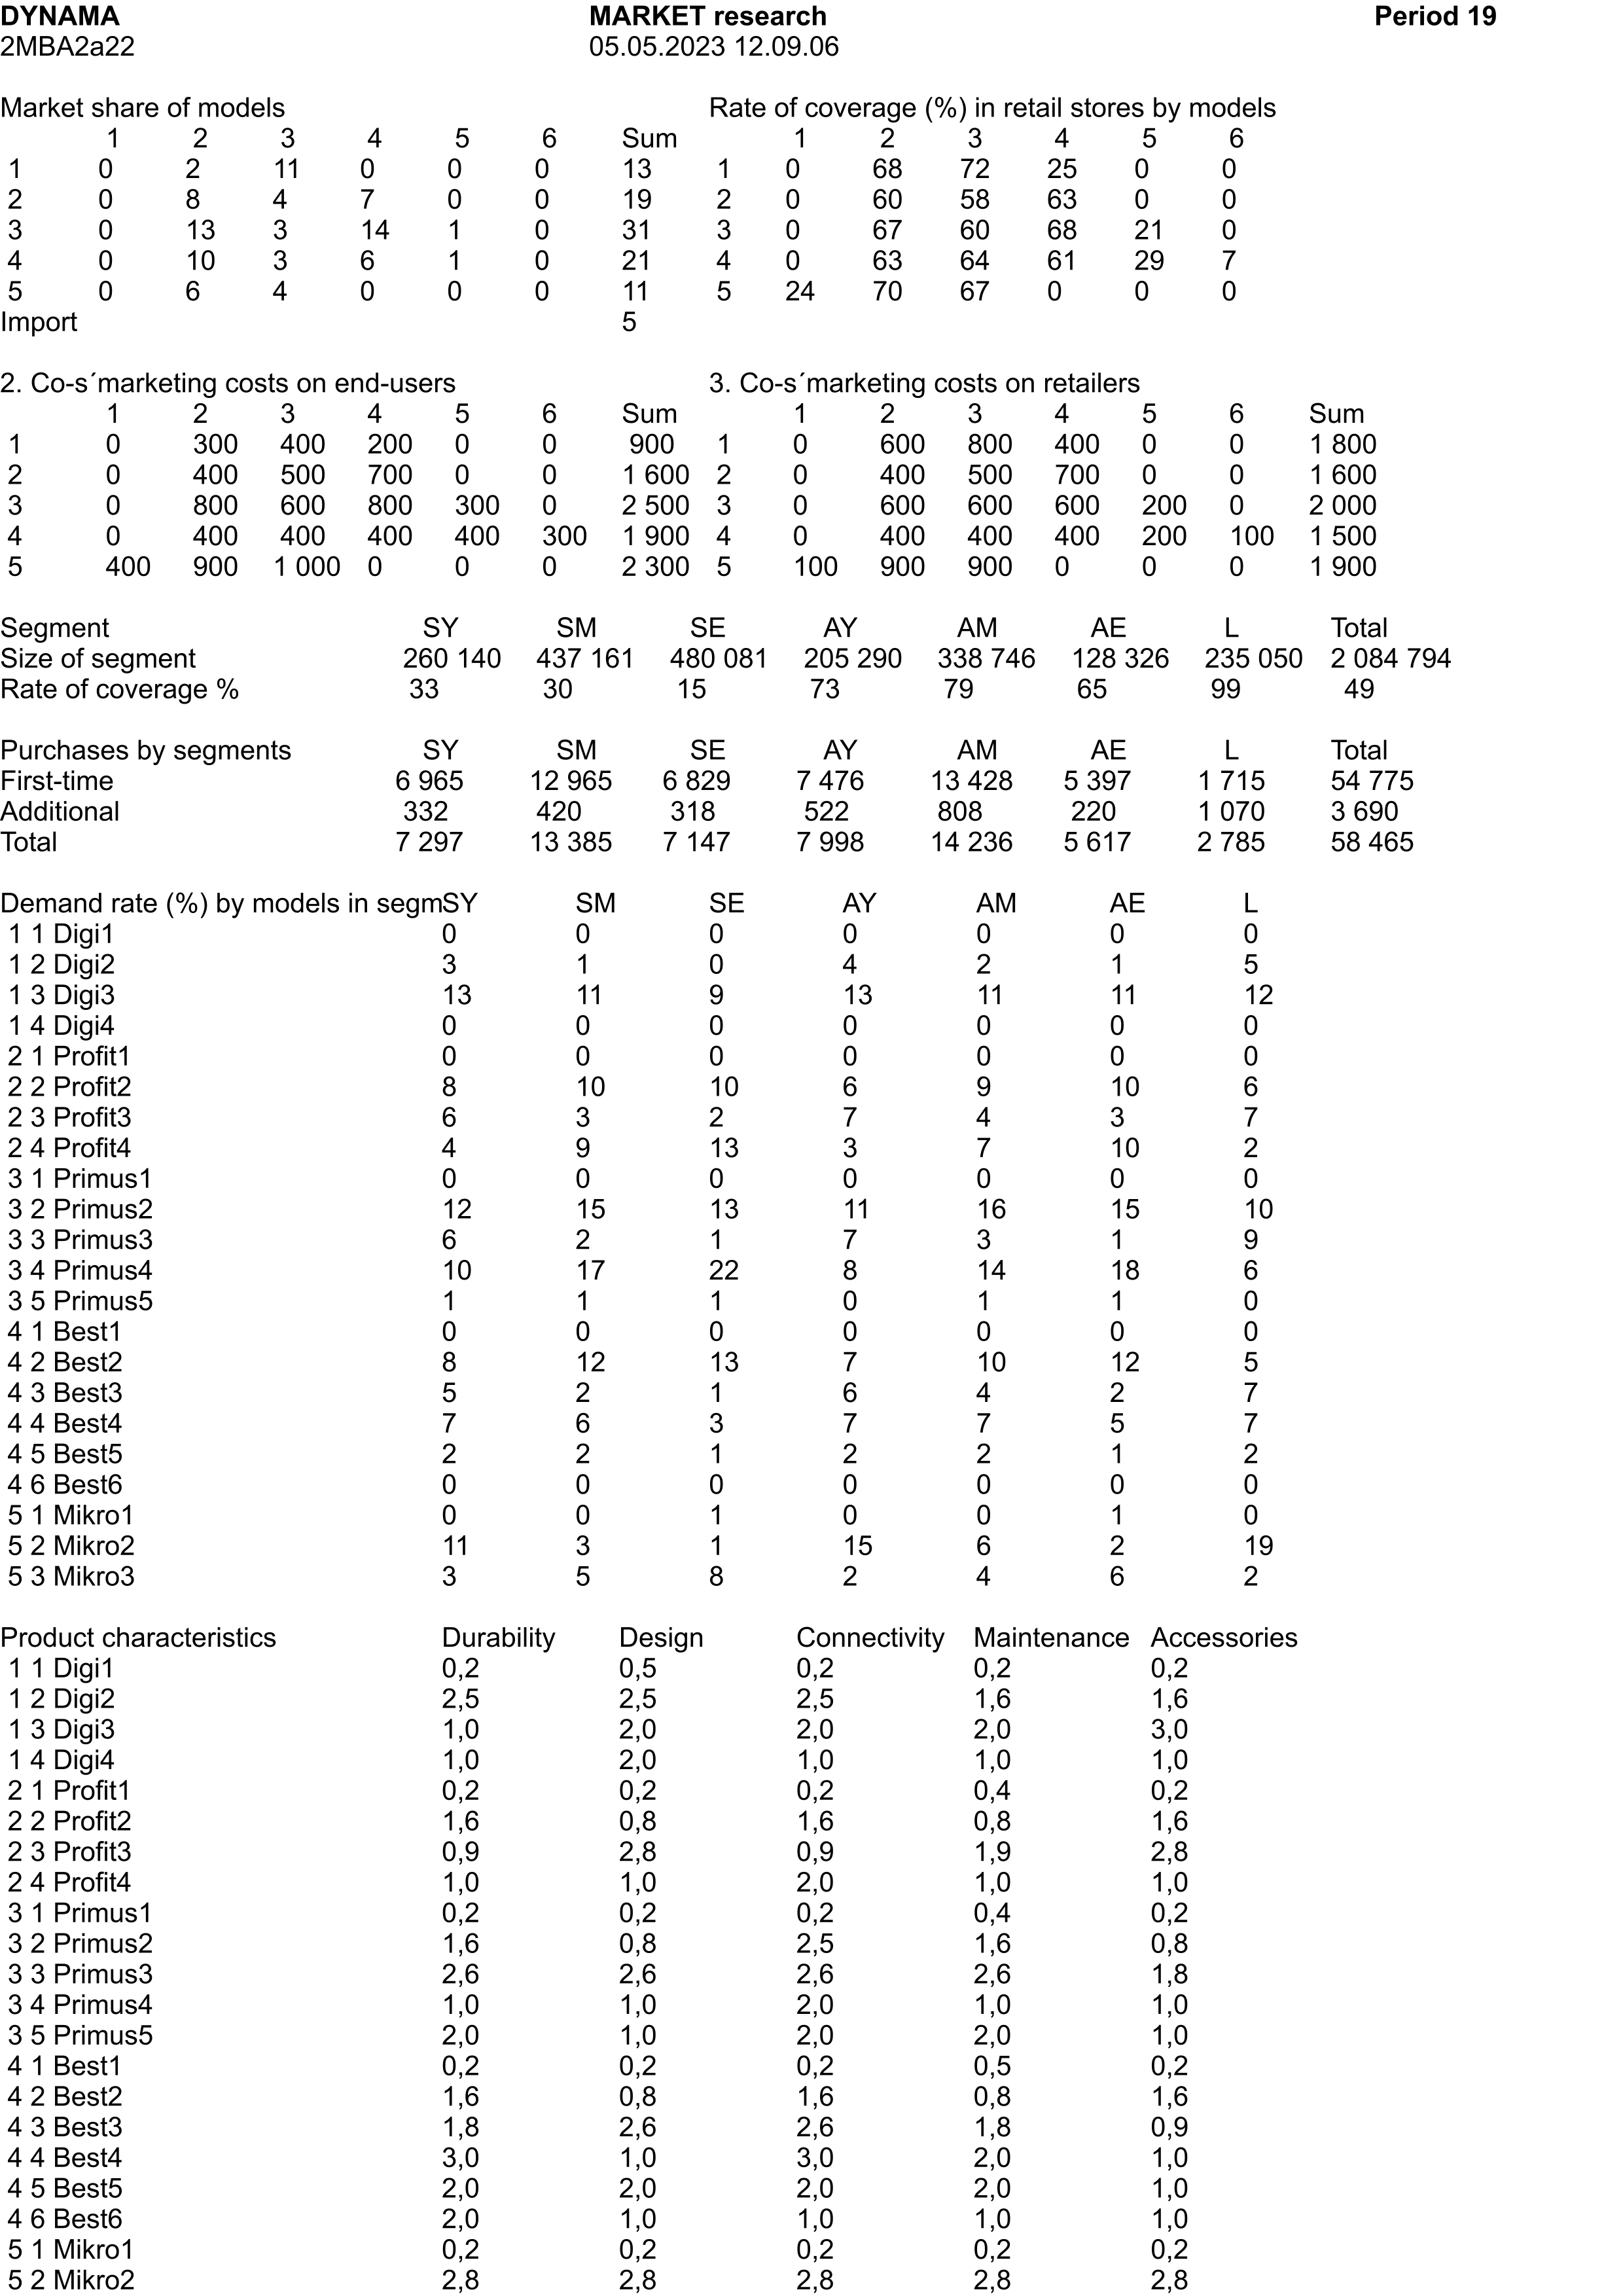 DYNAMA MARKET research Period 19
2MBA2a22 05.05.2023 12.09.06
Market share of models Rate of coverage (%) in retail stores by models
1 2 3 4 5 6 Sum 1 2 3 4 5 6
1 0 2 11 0 0 0 13 1 0 68 72 25 0 0
2 0 8 4 7 0 0 19 2 0 60 58 63 0 0
3 0 13 3 14 1 0 31 3 0 67 60 68 21 0
4 0 10 3 6 1 0 21 4 0 63 64 61 29 7
5 0 6 4 0 0 0 11 5 24 70 67 0 0 0
Import 5
2. Co-s´marketing costs on end-users 3. Co-s´marketing costs on retailers
1 2 3 4 5 6 Sum 1 2 3 4 5 6 Sum
1 0 300 400 200 0 0 900 1 0 600 800 400 0 0 1 800
2 0 400 500 700 0 0 1 600 2 0 400 500 700 0 0 1 600
3 0 800 600 800 300 0 2 500 3 0 600 600 600 200 0 2 000
4 0 400 400 400 400 300 1 900 4 0 400 400 400 200 100 1 500
5 400 900 1 000 0 0 0 2 300 5 100 900 900 0 0 0 1 900
Segment SY SM SE AY AM AE L Total
Size of segment 260 140 437 161 480 081 205 290 338 746 128 326 235 050 2 084 794
Rate of coverage % 33 30 15 73 79 65 99 49
Purchases by segments SY SM SE AY AM AE L Total
First-time 6 965 12 965 6 829 7 476 13 428 5 397 1 715 54 775
Additional 332 420 318 522 808 220 1 070 3 690
Total 7 297 13 385 7 147 7 998 14 236 5 617 2 785 58 465
Demand rate (%) by models in segmSY SM SE AY AM AE L
1 1 Digi1 0 0 0 0 0 0 0
1 2 Digi2 3 1 0 4 2 1 5
1 3 Digi3 13 11 9 13 11 11 12
1 4 Digi4 0 0 0 0 0 0 0
2 1 Profit1 0 0 0 0 0 0 0
2 2 Profit2 8 10 10 6 9 10 6
2 3 Profit3 6 3 2 7 4 3 7
2 4 Profit4 4 9 13 3 7 10 2
3 1 Primus1 0 0 0 0 0 0 0
3 2 Primus2 12 15 13 11 16 15 10
3 3 Primus3 6 2 1 7 3 1 9
3 4 Primus4 10 17 22 8 14 18 6
3 5 Primus5 1 1 1 0 1 1 0
4 1 Best1 0 0 0 0 0 0 0
4 2 Best2 8 12 13 7 10 12 5
4 3 Best3 5 2 1 6 4 2 7
4 4 Best4 7 6 3 7 7 5 7
4 5 Best5 2 2 1 2 2 1 2
4 6 Best6 0 0 0 0 0 0 0
5 1 Mikro1 0 0 1 0 0 1 0
5 2 Mikro2 11 3 1 15 6 2 19
5 3 Mikro3 3 5 8 2 4 6 2
Product characteristics Durability Design Connectivity Maintenance Accessories
1 1 Digi1 0,2 0,5 0,2 0,2 0,2
1 2 Digi2 2,5 2,5 2,5 1,6 1,6
1 3 Digi3 1,0 2,0 2,0 2,0 3,0
1 4 Digi4 1,0 2,0 1,0 1,0 1,0
2 1 Profit1 0,2 0,2 0,2 0,4 0,2
2 2 Profit2 1,6 0,8 1,6 0,8 1,6
2 3 Profit3 0,9 2,8 0,9 1,9 2,8
2 4 Profit4 1,0 1,0 2,0 1,0 1,0
3 1 Primus1 0,2 0,2 0,2 0,4 0,2
3 2 Primus2 1,6 0,8 2,5 1,6 0,8
3 3 Primus3 2,6 2,6 2,6 2,6 1,8
3 4 Primus4 1,0 1,0 2,0 1,0 1,0
3 5 Primus5 2,0 1,0 2,0 2,0 1,0
4 1 Best1 0,2 0,2 0,2 0,5 0,2
4 2 Best2 1,6 0,8 1,6 0,8 1,6
4 3 Best3 1,8 2,6 2,6 1,8 0,9
4 4 Best4 3,0 1,0 3,0 2,0 1,0
4 5 Best5 2,0 2,0 2,0 2,0 1,0
4 6 Best6 2,0 1,0 1,0 1,0 1,0
5 1 Mikro1 0,2 0,2 0,2 0,2 0,2
5 2 Mikro2 2,8 2,8 2,8 2,8 2,8